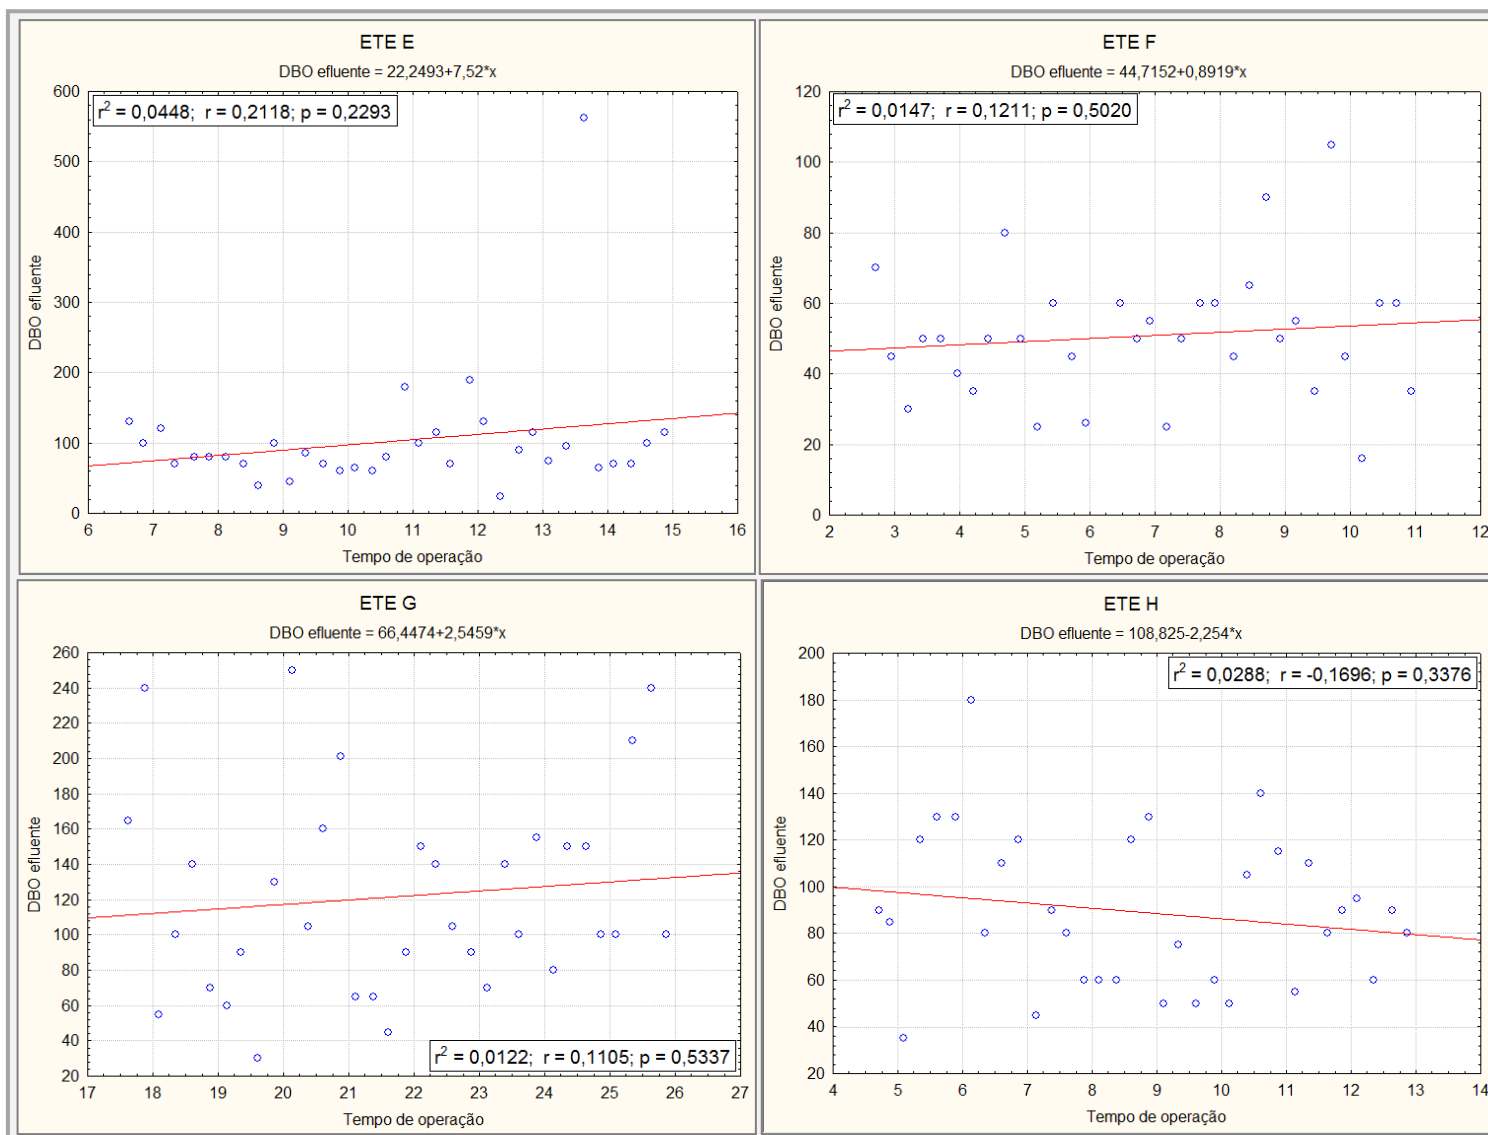 ETE E
DBO efluente = 22,2493+7,52*x
r² = 0,0448; r = 0,2118; p = 0,2293
600
500
400
300
200
100
0
DBO efluente
6 7 8 9 10 11 12 13 14 15 16
Tempo de operação
ETE F
DBO efluente = 44,7152+0,8919*x
r² = 0,0147; r = 0,1211; p = 0,5020
120
100
80
60
40
20
0
DBO efluente
2 3 4 5 6 7 8 9 10 11 12
Tempo de operação
ETE G
DBO efluente = 66,4474+2,5459*x
260
240
220
200
180
160
140
120
100
80
60
40
20
DBO efluente
r² = 0,0122; r = 0,1105; p = 0,5337
17 18 19 20 21 22 23 24 25 26 27
Tempo de operação
ETE H
DBO efluente = 108,825-2,254*x
r² = 0,0288; r = -0,1696; p = 0,3376
200
180
160
140
120
100
80
60
40
20
DBO efluente
4 5 6 7 8 9 10 11 12 13 14
Tempo de operação